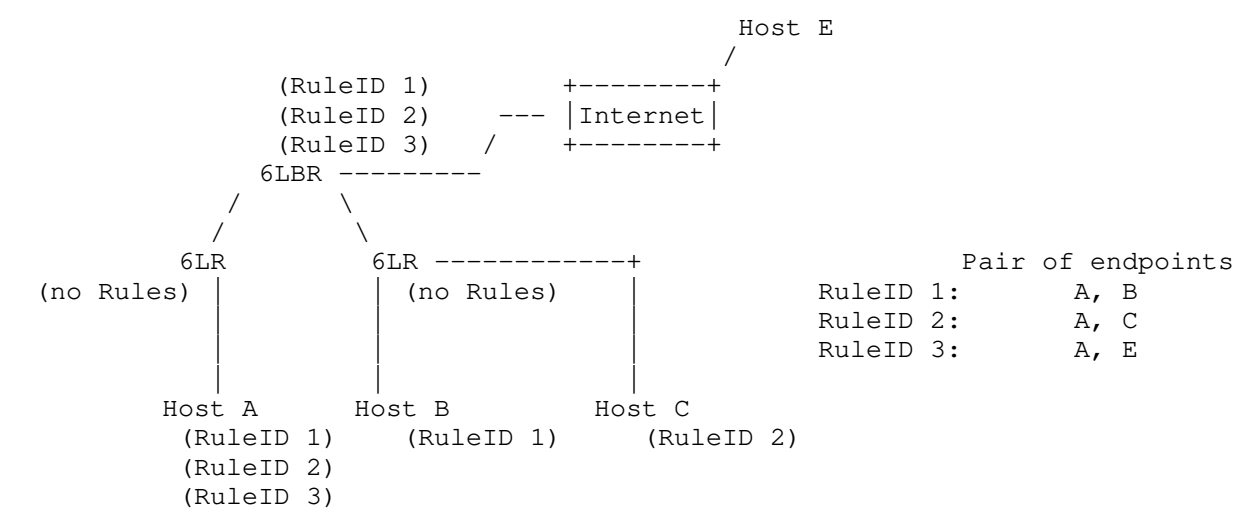 Host E
(RuleID 1)
(RuleID 2) --- |Internet|
(RuleID 3)
6LBR ---------
6LR 6LR ------------+ Pair of endpoints
(no Rules) (no Rules) RuleID 1: A, B
RuleID 2: A, C
RuleID 3: A, E
Host A Host B Host C
(RuleID 1) (RuleID 1) (RuleID 2)
(RuleID 2)
(RuleID 3)